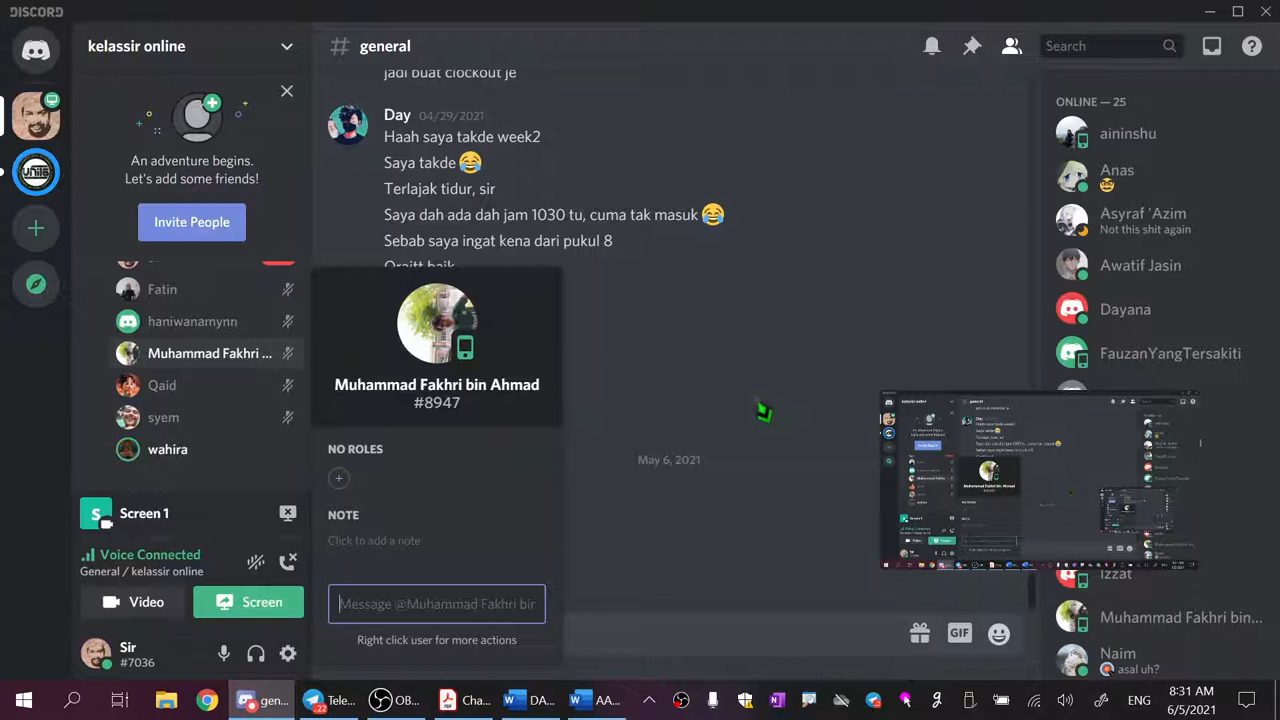 DISCORD
kelassir online
general
Search
An adventure begins.
Let's add some friends!
Invite People
Fatin
haniwanamynn
Muhammad Fakhri ...
Qaid
syem
wahira
Screen 1
Voice Connected
General / kelassir online
Video
Screen
Sir
#7036
jadi buat clockout je
Day 04/29/2021
Haah saya takde week2
Saya takde 😂
Terlajak tidur, sir
Saya dah ada dah jam 1030 tu, cuma tak masuk 😂
Sebab saya ingat kena dari pukul 8
Oraitt baik
Muhammad Fakhri bin Ahmad
#8947
NO ROLES
NOTE
Click to add a note
Message @Muhammad Fakhri bir
Right click user for more actions
May 6, 2021
GIF
ONLINE — 25
aininshu
Anas
Asyraf 'Azim
Not this shit again
Awatif Jasin
Dayana
FauzanYangTersakiti
Izzat
Muhammad Fakhri bin...
Naim
asal uh?
gen...
Tele...
OB...
Cha...
DA...
AA...
ENG
8:31 AM
6/5/2021